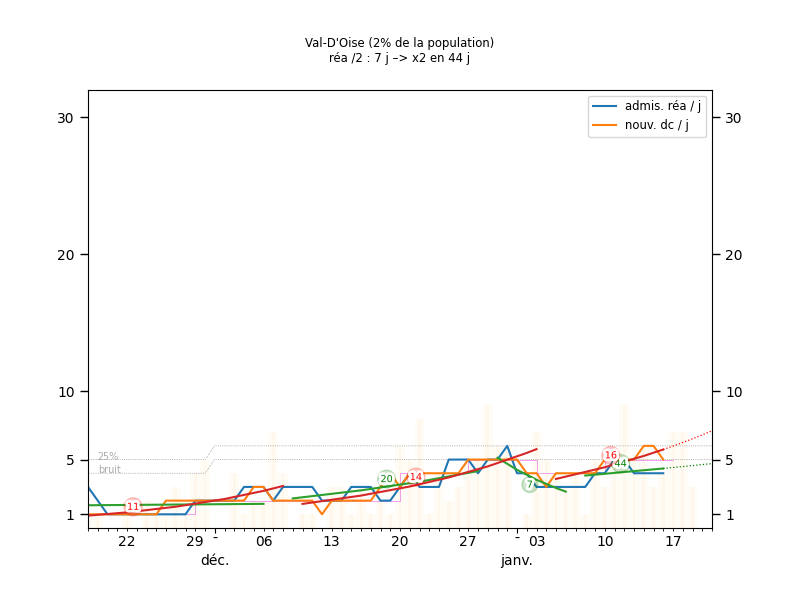 Val-D'Oise (2% de la population)
réa /2 : 7 j –> x2 en 44 j
admis. réa / j
nouv. dc / j
30 30
20 20
10 10
5 5
1 1
25%
bruit
11
20
14
7
16
44
22 29 - 06 13 20 27 - 03 10 17
déc. janv.